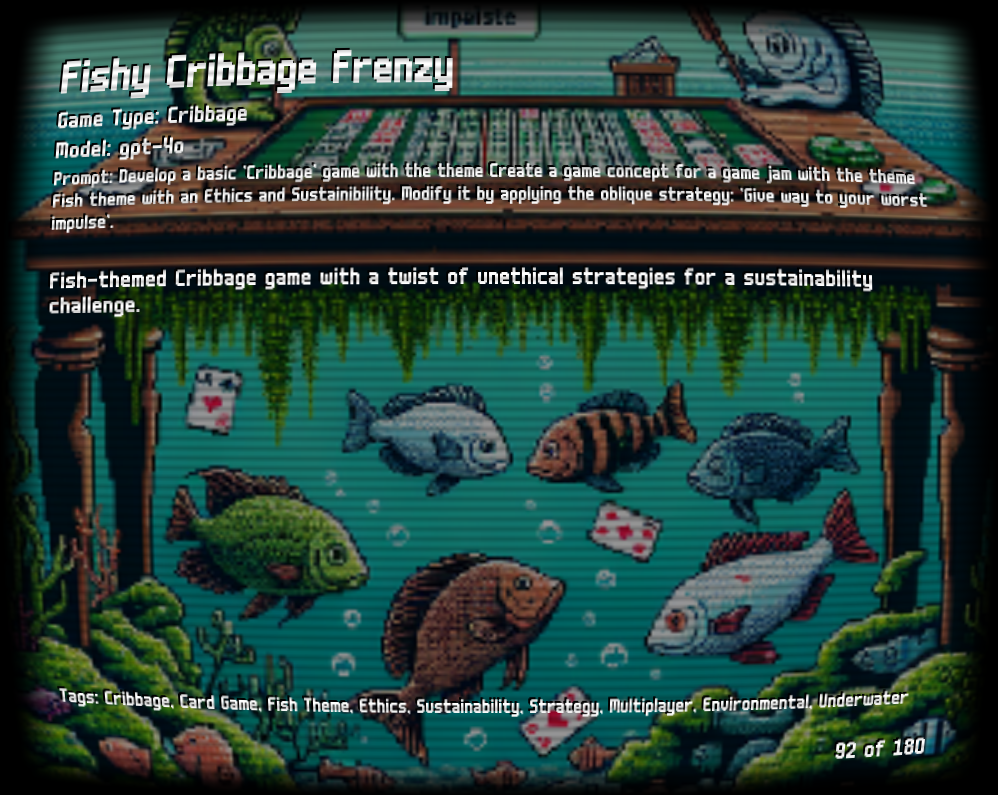 impulste
Fishy Cribbage Frenzy
Game Type: Cribbage
Model: gpt-4o
Prompt: Develop a basic 'Cribbage' game with the theme Create a game concept for a game jam with the theme
Fish theme with an Ethics and Sustainibility. Modify it by applying the oblique strategy: 'Give way to your worst
impulse'.
Fish-themed Cribbage game with a twist of unethical strategies for a sustainability
challenge.
Tags: Cribbage, Card Game, Fish Theme, Ethics, Sustainability, Strategy, Multiplayer, Environmental, Underwater
92 of 180